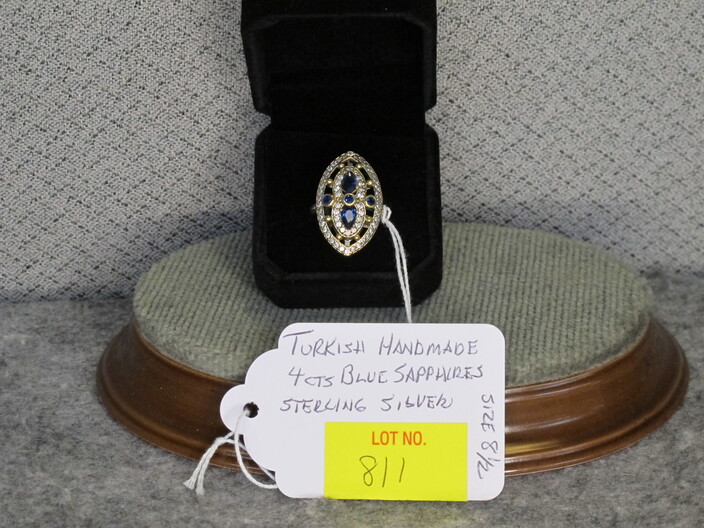 TURKISH HANDMADE
4CTS BLUE SAPPHIRES
STERLING SILVER
SIZE 8 1/2
LOT NO.
811